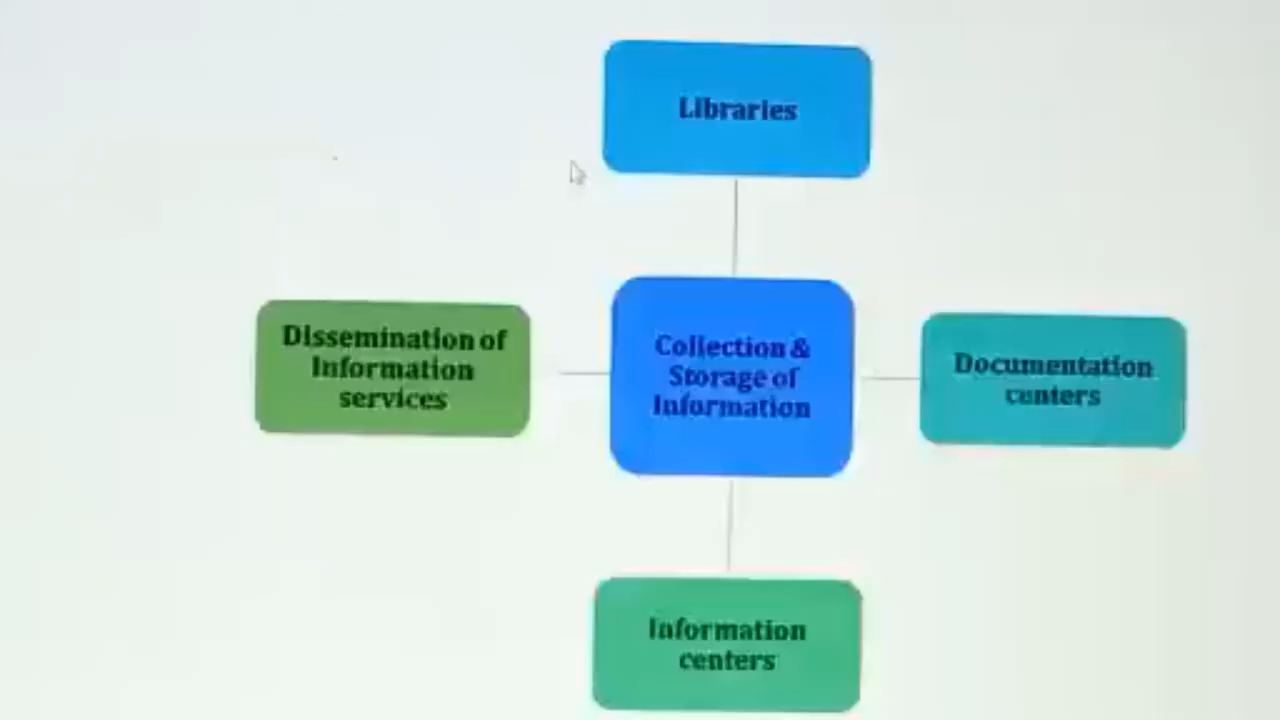 Libraries
Dissemination of
Information
services
Collection &
Storage of
Information
Documentation
centers
Information
centers